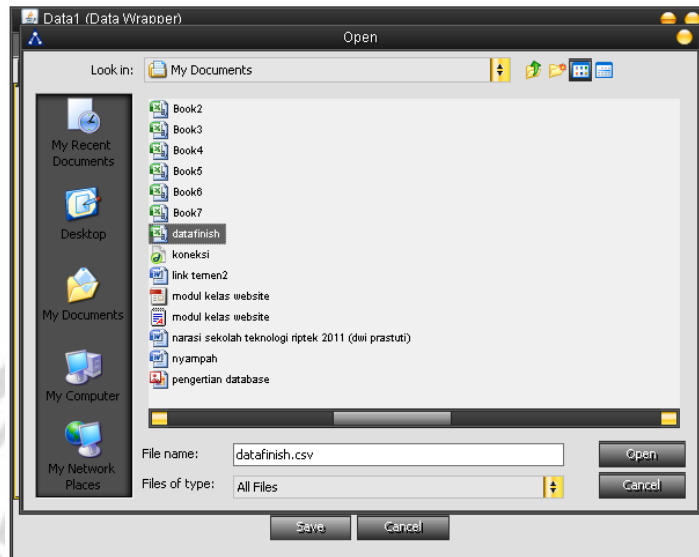 Data1 (Data Wrapper)
Open
Look in:
My Documents
My Recent
Documents
Desktop
My Documents
My Computer
My Network
Places
Book2
Book3
Book4
Book5
Book6
Book7
datafinish
koneksi
link temen2
modul kelas website
modul kelas website
narasi sekolah teknologi riptek 2011 (dwi prastuti)
nyampah
pengertian database
File name:
datafinish.csv
Open
Files of type:
All Files
Cancel
Save
Cancel